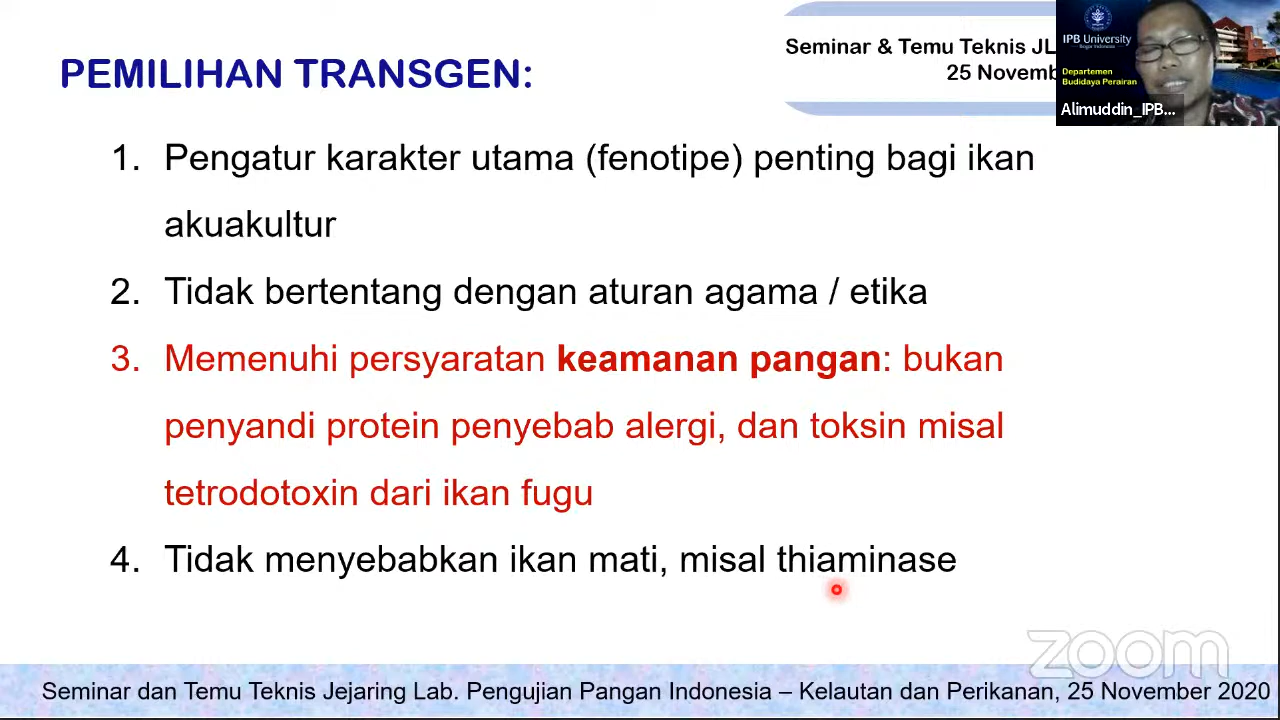 PEMILIHAN TRANSGEN:
Seminar & Temu Teknis JL
25 Novemb
IPB University
Bogor Indonesia
Departemen
Budidaya Perairan
Alimuddin_IPB...
1. Pengatur karakter utama (fenotipe) penting bagi ikan
akuakultur
2. Tidak bertentang dengan aturan agama / etika
3. Memenuhi persyaratan keamanan pangan: bukan
penyandi protein penyebab alergi, dan toksin misal
tetrodotoxin dari ikan fugu
4. Tidak menyebabkan ikan mati, misal thiaminase
zoom
Seminar dan Temu Teknis Jejaring Lab. Pengujian Pangan Indonesia – Kelautan dan Perikanan, 25 November 2020